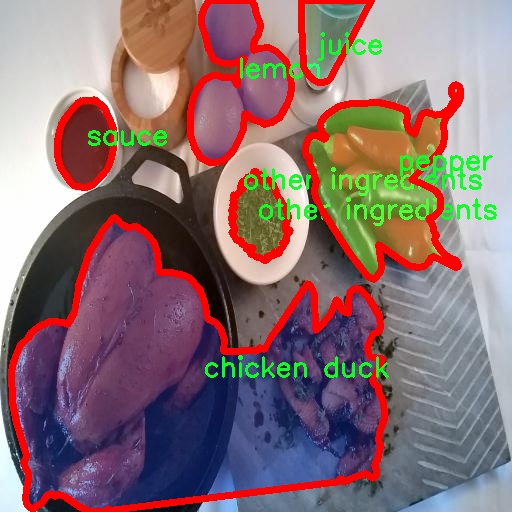 juice
lemon
sauce
pepper
other ingredients
other ingredients
chicken duck